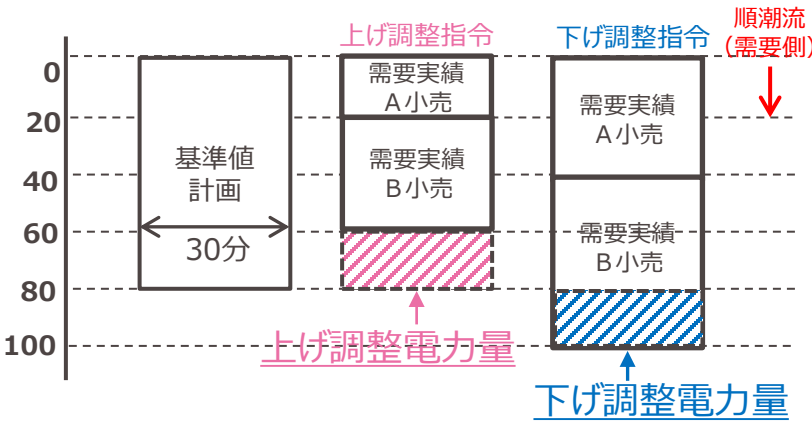 順潮流
(需要側)
上げ調整指令
下げ調整指令
0
20
40
60
80
100
基準値
計画
30分
需要実績
A小売
需要実績
B小売
上げ調整電力量
需要実績
A小売
需要実績
B小売
下げ調整電力量